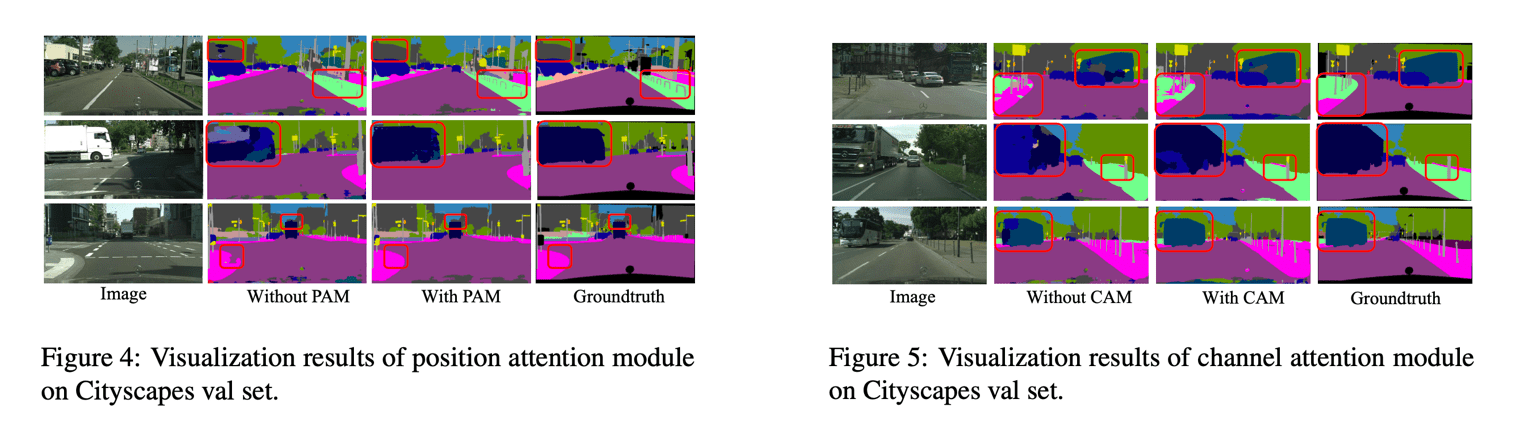 Image
Without PAM
With PAM
Groundtruth
Figure 4: Visualization results of position attention module
on Cityscapes val set.
Image
Without CAM
With CAM
Groundtruth
Figure 5: Visualization results of channel attention module
on Cityscapes val set.